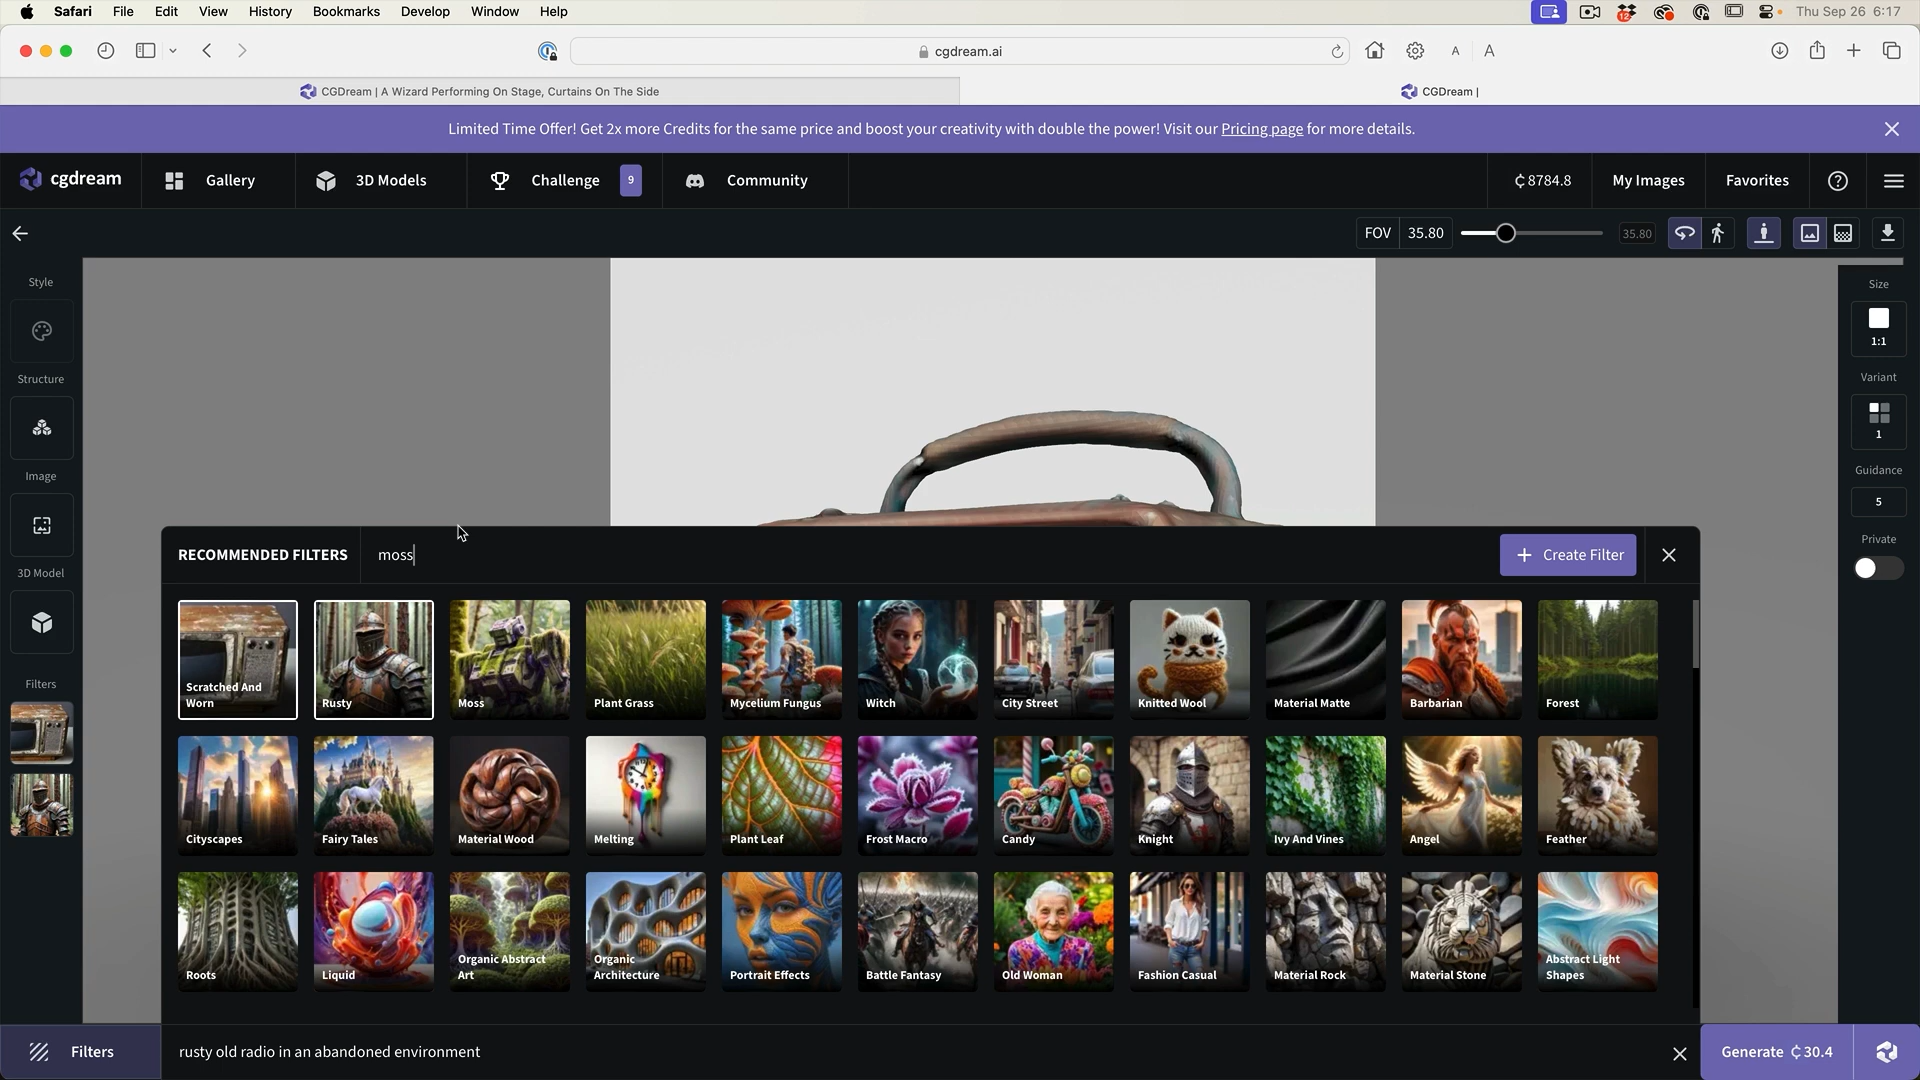 Safari File Edit View History Bookmarks Develop Window Help
12
Thu Sep 26 6:17
cgdream.ai
A A
CGDream | A Wizard Performing On Stage, Curtains On The Side
CGDream |
Limited Time Offer! Get 2x more Credits for the same price and boost your creativity with double the power! Visit our Pricing page for more details.
cgdream Gallery 3D Models Challenge 9 Community
₵ 8784.8 My Images Favorites ?
FOV 35.80 35.80
Style
Structure
Image
3D Model
Filters
Size
1:1
Variant
1
Guidance
5
Private
RECOMMENDED FILTERS moss + Create Filter
Scratched And
Worn
Rusty
Moss
Plant Grass
Mycelium Fungus
Witch
City Street
Knitted Wool
Material Matte
Barbarian
Forest
Cityscapes
Fairy Tales
Material Wood
Melting
Plant Leaf
Frost Macro
Candy
Knight
Ivy And Vines
Angel
Feather
Roots
Liquid
Organic Abstract
Art
Organic
Architecture
Portrait Effects
Battle Fantasy
Old Woman
Fashion Casual
Material Rock
Material Stone
Abstract Light
Shapes
Filters
rusty old radio in an abandoned environment
Generate ₵ 30.4